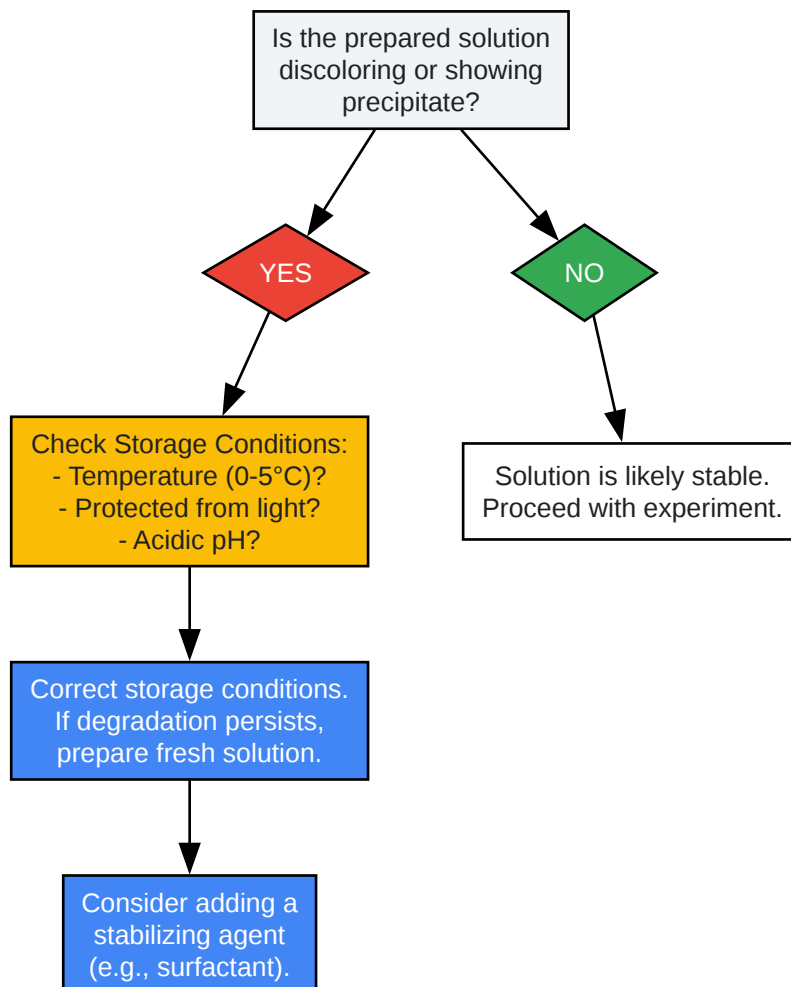 Is the prepared solution
discoloring or showing
precipitate?
YES
NO
Check Storage Conditions:
- Temperature (0-5°C)?
- Protected from light?
- Acidic pH?
Solution is likely stable.
Proceed with experiment.
Correct storage conditions.
If degradation persists,
prepare fresh solution.
Consider adding a
stabilizing agent
(e.g., surfactant).